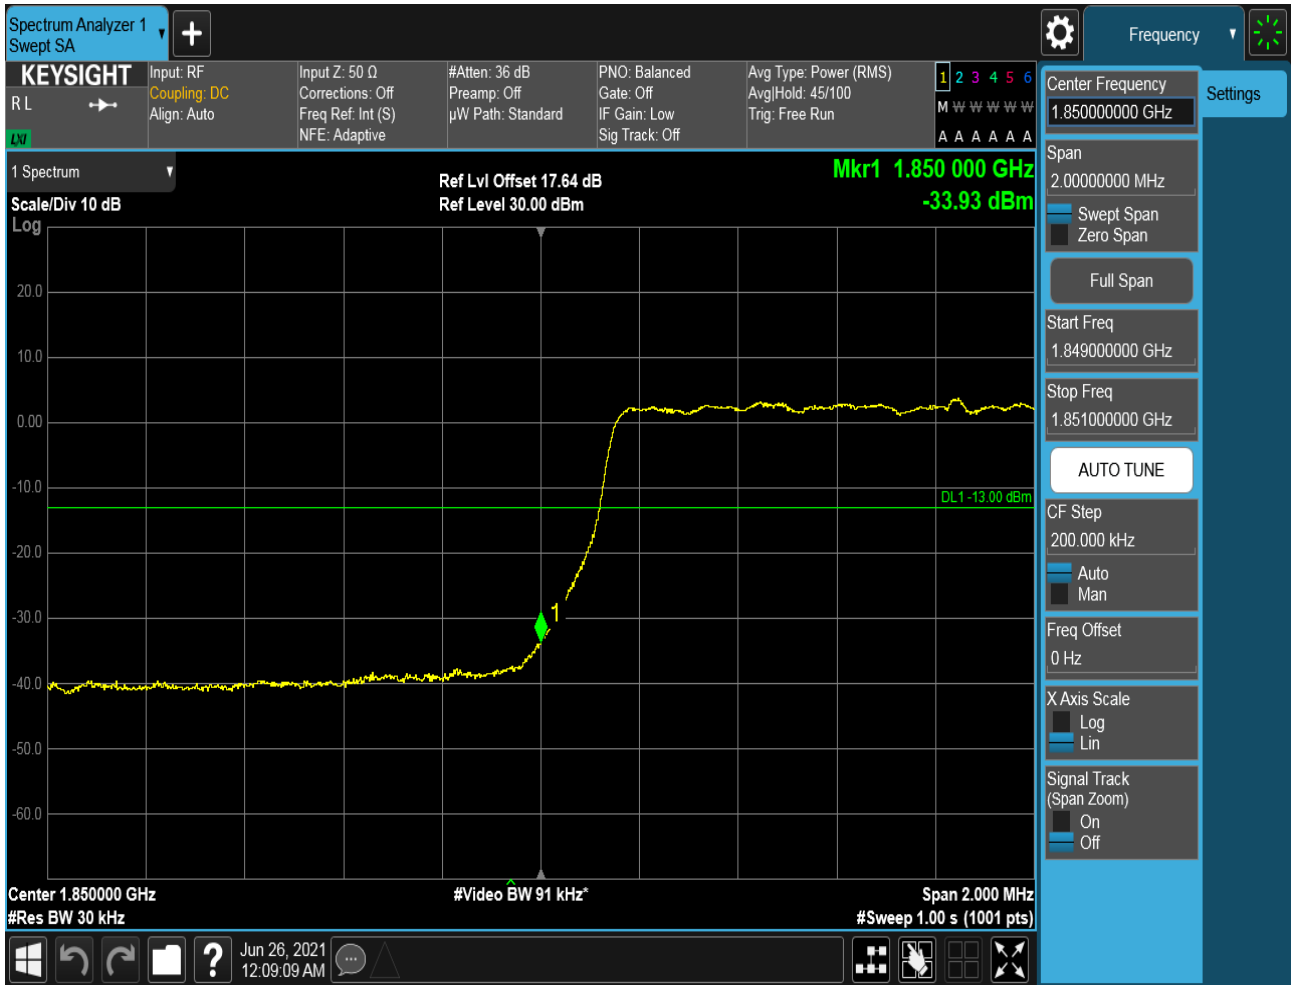 Spectrum Analyzer 1
Swept SA
Frequency
KEYSIGHT
R L
LXI
Input: RF
Coupling: DC
Align: Auto
Input Z: 50 Ω
Corrections: Off
Freq Ref: Int (S)
NFE: Adaptive
#Atten: 36 dB
Preamp: Off
µW Path: Standard
PNO: Balanced
Gate: Off
IF Gain: Low
Sig Track: Off
Avg Type: Power (RMS)
Avg|Hold: 45/100
Trig: Free Run
1 2 3 4 5 6
M W W W W W
A A A A A A
1 Spectrum
Scale/Div 10 dB
Log
Ref Lvl Offset 17.64 dB
Ref Level 30.00 dBm
Mkr1 1.850 000 GHz
-33.93 dBm
20.0
10.0
0.00
-10.0
-20.0
-30.0
-40.0
-50.0
-60.0
DL1 -13.00 dBm
1
Center 1.850000 GHz
#Res BW 30 kHz
#Video BW 91 kHz*
Span 2.000 MHz
#Sweep 1.00 s (1001 pts)
Center Frequency
1.850000000 GHz
Settings
Span
2.00000000 MHz
Swept Span
Zero Span
Full Span
Start Freq
1.849000000 GHz
Stop Freq
1.851000000 GHz
AUTO TUNE
CF Step
200.000 kHz
Auto
Man
Freq Offset
0 Hz
X Axis Scale
Log
Lin
Signal Track
(Span Zoom)
On
Off
?
Jun 26, 2021
12:09:09 AM